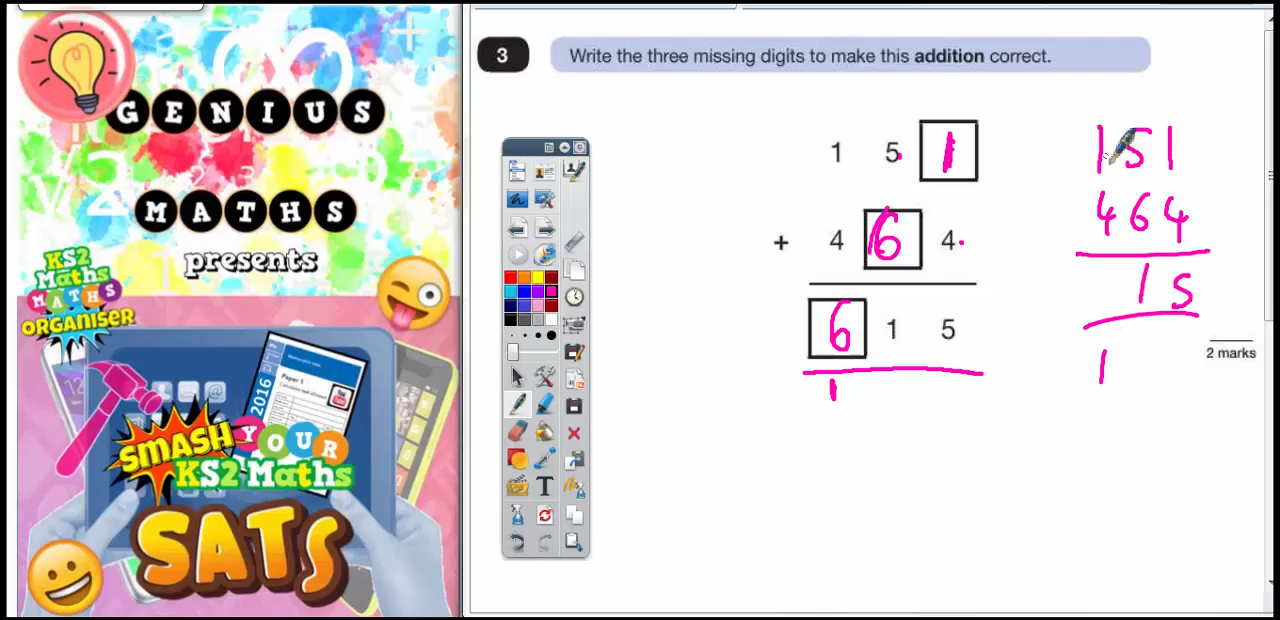 GENIUS
MATHS
presents
KS2
Maths
MATHS
ORGANISER
2016
Paper 1
SMASH YOUR
KS2 Maths
SATS
3 Write the three missing digits to make this addition correct.
1 5 1
+ 4 6 4
6 1 5
1
151
464
15
1
2 marks